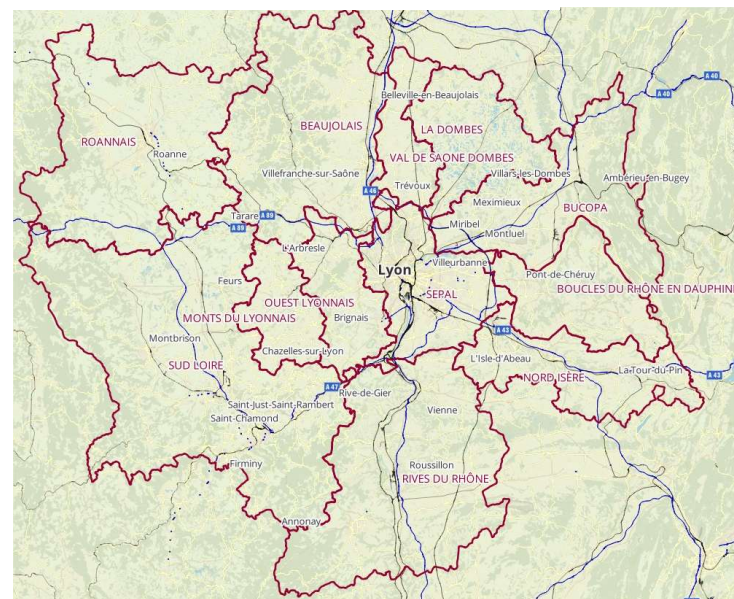 A 40
A 40
Belleville-en-Beaujolais
BEAUJOLAIS
LA DOMBES
ROANNAIS
Roanne
VAL DE SAONE DOMBES
Villefranche-sur-Saône
Villars-les-Dombes
Ambérieu-en-Bugey
A 46
Trévoux
Meximieux
BUCOPA
Tarare
A 89
A 89
Miribel
Montluel
L'Arbresle
Lyon
Villeurbanne
Pont-de-Chéruy
Feurs
BOUCLES DU RHÔNE EN DAUPHINÉ
OUEST LYONNAIS
SEPAL
MONTS DU LYONNAIS
Brignais
A 43
Montbrison
Chazelles-sur-Lyon
L'Isle-d'Abeau
SUD LOIRE
La-Tour-du-Pin
A 43
NORD ISÈRE
A 47
Rive-de-Gier
Saint-Just-Saint-Rambert
Vienne
Saint-Chamond
Firminy
Roussillon
RIVES DU RHÔNE
Annonay